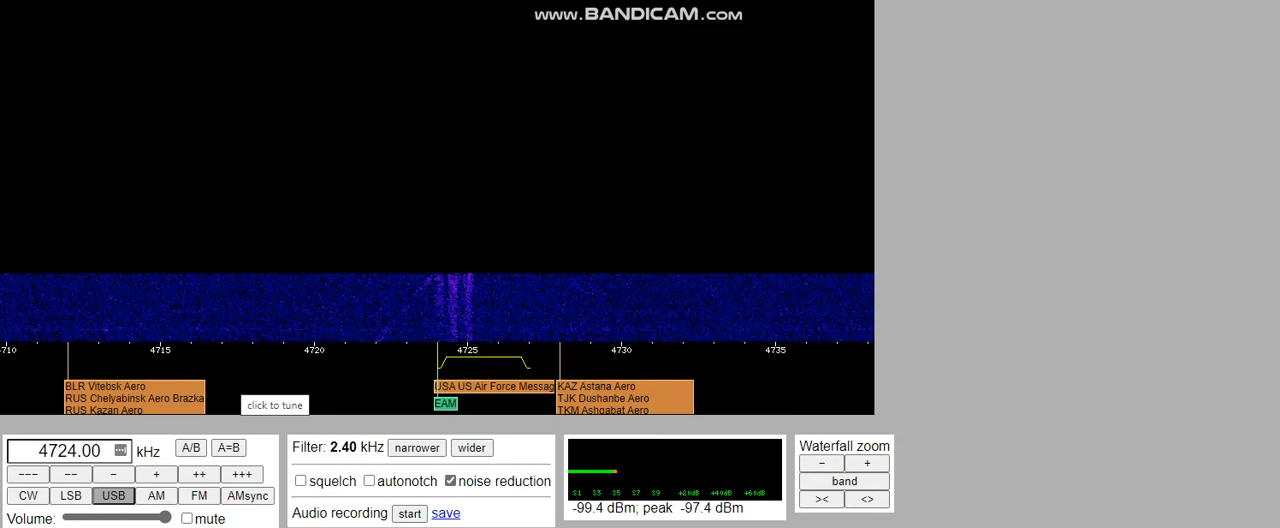 www.BANDICAM.com
4710
4715
4720
4725
4730
4735
BLR Vitebsk Aero
RUS Chelyabinsk Aero Brazka
RUS Kazan Aero
click to tune
USA US Air Force Messag
EAM
KAZ Astana Aero
TJK Dushanbe Aero
TKM Ashgabat Aero
4724.00 kHz A/B A=B
--- -- - + ++ +++
CW LSB USB AM FM AMsync
Volume: mute
Filter: 2.40 kHz narrower wider
squelch autonotch noise reduction
Audio recording start save
S1 S3 S5 S7 S9 +20dB +40dB +60dB
-99.4 dBm; peak -97.4 dBm
Waterfall zoom
- +
band
>< <>